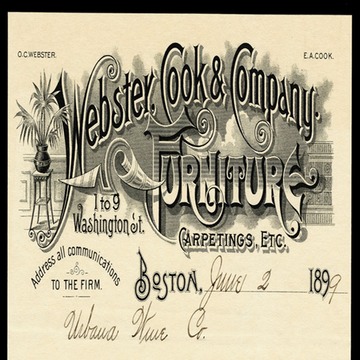 O.C. WEBSTER. E.A. COOK.
Webster, Cook & Company.
FURNITURE
1 to 9
Washington St.
CARPETINGS, ETC.
Address all communications
TO THE FIRM.
BOSTON, June 2 1899
Urbana Wine Co.